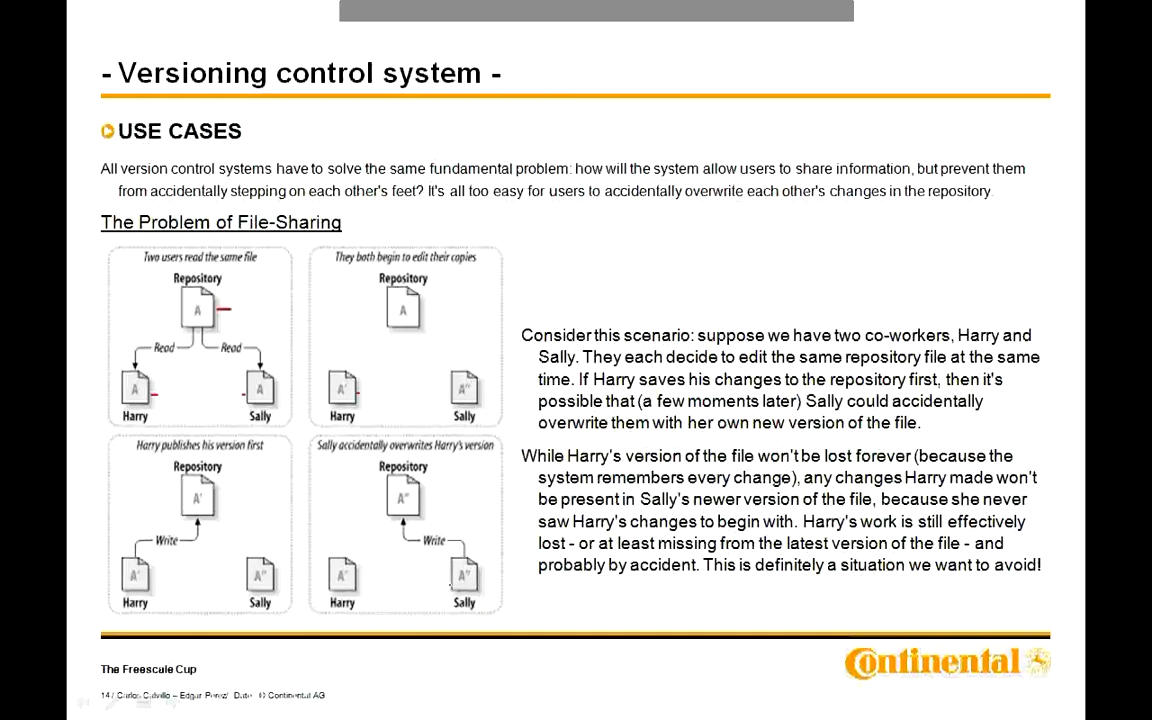 - Versioning control system -
USE CASES
All version control systems have to solve the same fundamental problem: how will the system allow users to share information, but prevent them
from accidentally stepping on each other's feet? It's all too easy for users to accidentally overwrite each other's changes in the repository.
The Problem of File-Sharing
Two users read the same file
Repository
A
Read Read
A A
Harry Sally
They both begin to edit their copies
Repository
A
A' A"
Harry Sally
Harry publishes his version first
Repository
A'
Write
A' A"
Harry Sally
Sally accidentally overwrites Harry's version
Repository
A"
Write
A' A"
Harry Sally
Consider this scenario: suppose we have two co-workers, Harry and
Sally. They each decide to edit the same repository file at the same
time. If Harry saves his changes to the repository first, then it's
possible that (a few moments later) Sally could accidentally
overwrite them with her own new version of the file.
While Harry's version of the file won't be lost forever (because the
system remembers every change), any changes Harry made won't
be present in Sally's newer version of the file, because she never
saw Harry's changes to begin with. Harry's work is still effectively
lost - or at least missing from the latest version of the file - and
probably by accident. This is definitely a situation we want to avoid!
The Freescale Cup
Continental
14 / Carlos Calvillo – Edgar Perez/ Date © Continental AG